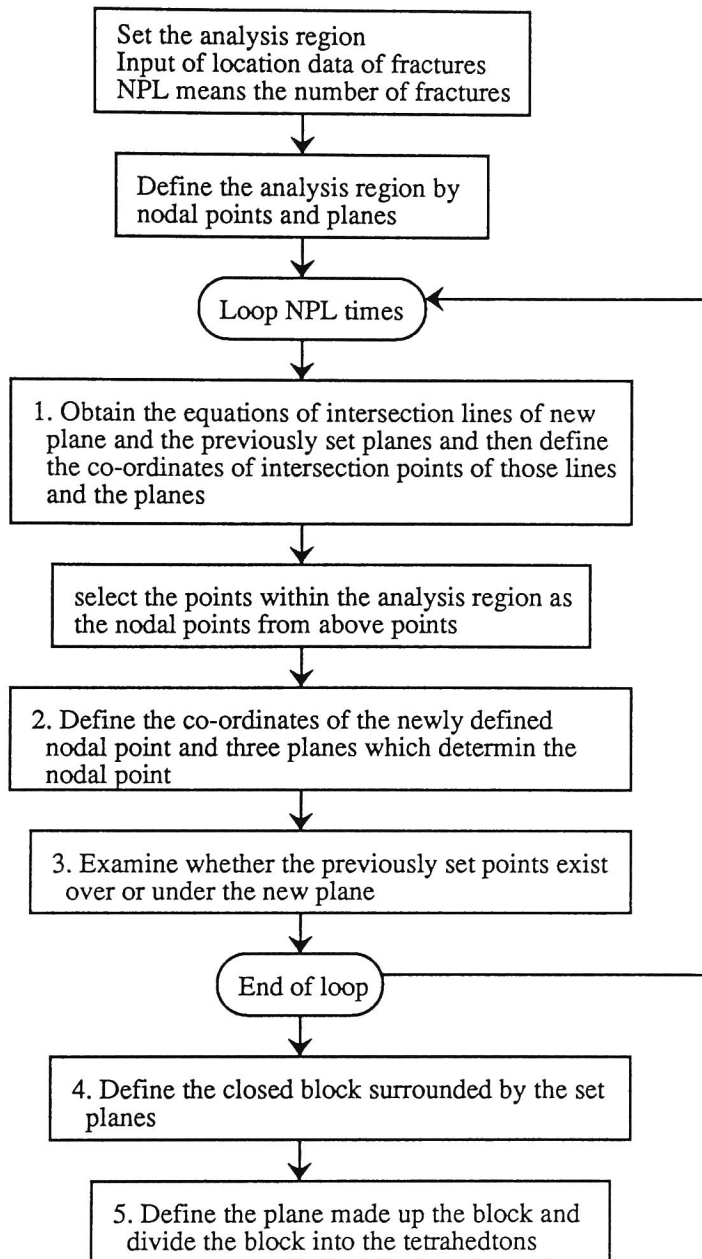 Set the analysis region
Input of location data of fractures
NPL means the number of fractures
Define the analysis region by
nodal points and planes
Loop NPL times
1. Obtain the equations of intersection lines of new
plane and the previously set planes and then define
the co-ordinates of intersection points of those lines
and the planes
select the points within the analysis region as
the nodal points from above points
2. Define the co-ordinates of the newly defined
nodal point and three planes which determin the
nodal point
3. Examine whether the previously set points exist
over or under the new plane
End of loop
4. Define the closed block surrounded by the set
planes
5. Define the plane made up the block and
divide the block into the tetrahedtons